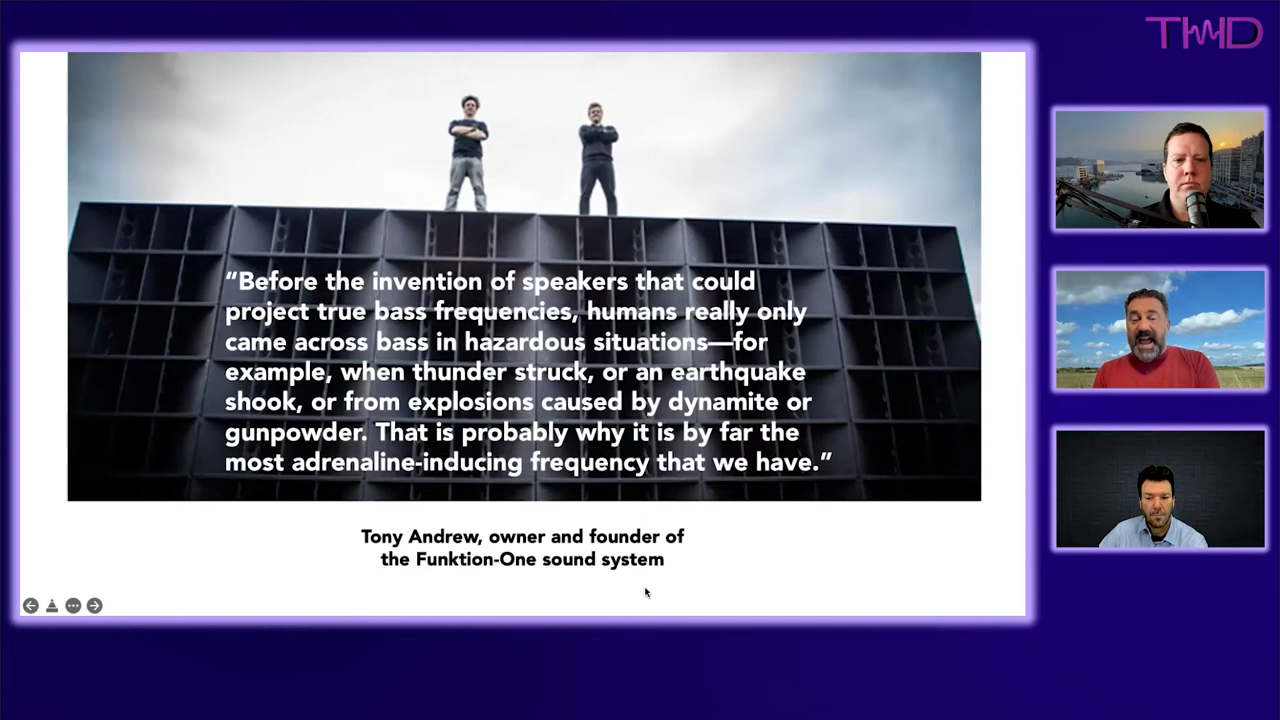 TMD
“Before the invention of speakers that could
project true bass frequencies, humans really only
came across bass in hazardous situations—for
example, when thunder struck, or an earthquake
shook, or from explosions caused by dynamite or
gunpowder. That is probably why it is by far the
most adrenaline-inducing frequency that we have.”
Tony Andrew, owner and founder of
the Funktion-One sound system